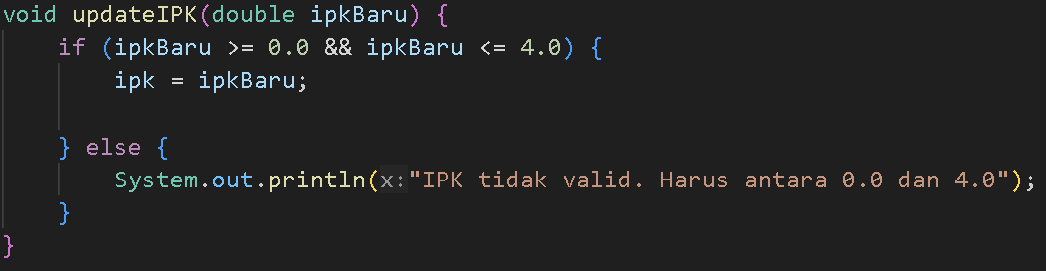 void updateIPK(double ipkBaru) {
    if (ipkBaru >= 0.0 && ipkBaru <= 4.0) {
        ipk = ipkBaru;

    } else {
        System.out.println(x:"IPK tidak valid. Harus antara 0.0 dan 4.0");
    }
}